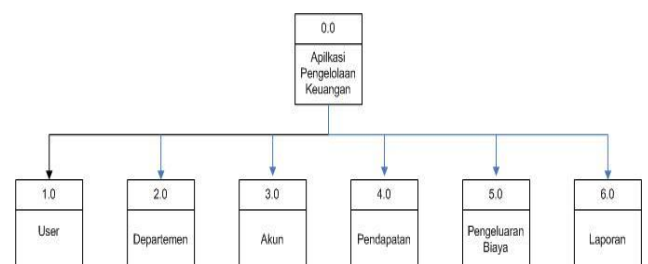 0.0
Apilkasi
Pengelolaan
Keuangan
1.0
User
2.0
Departemen
3.0
Akun
4.0
Pendapatan
5.0
Pengeluaran
Biaya
6.0
Laporan